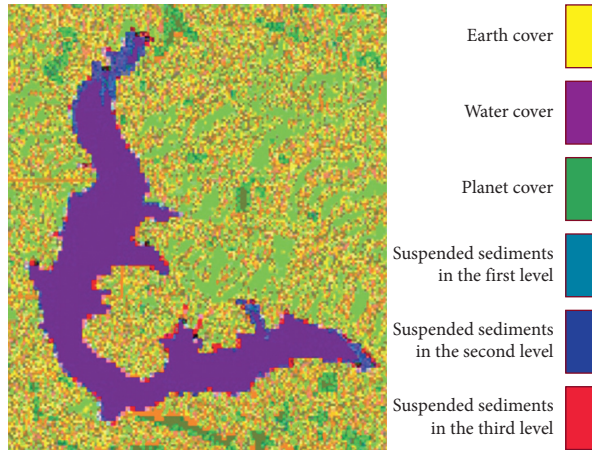 Earth cover
Water cover
Planet cover
Suspended sediments
in the first level
Suspended sediments
in the second level
Suspended sediments
in the third level